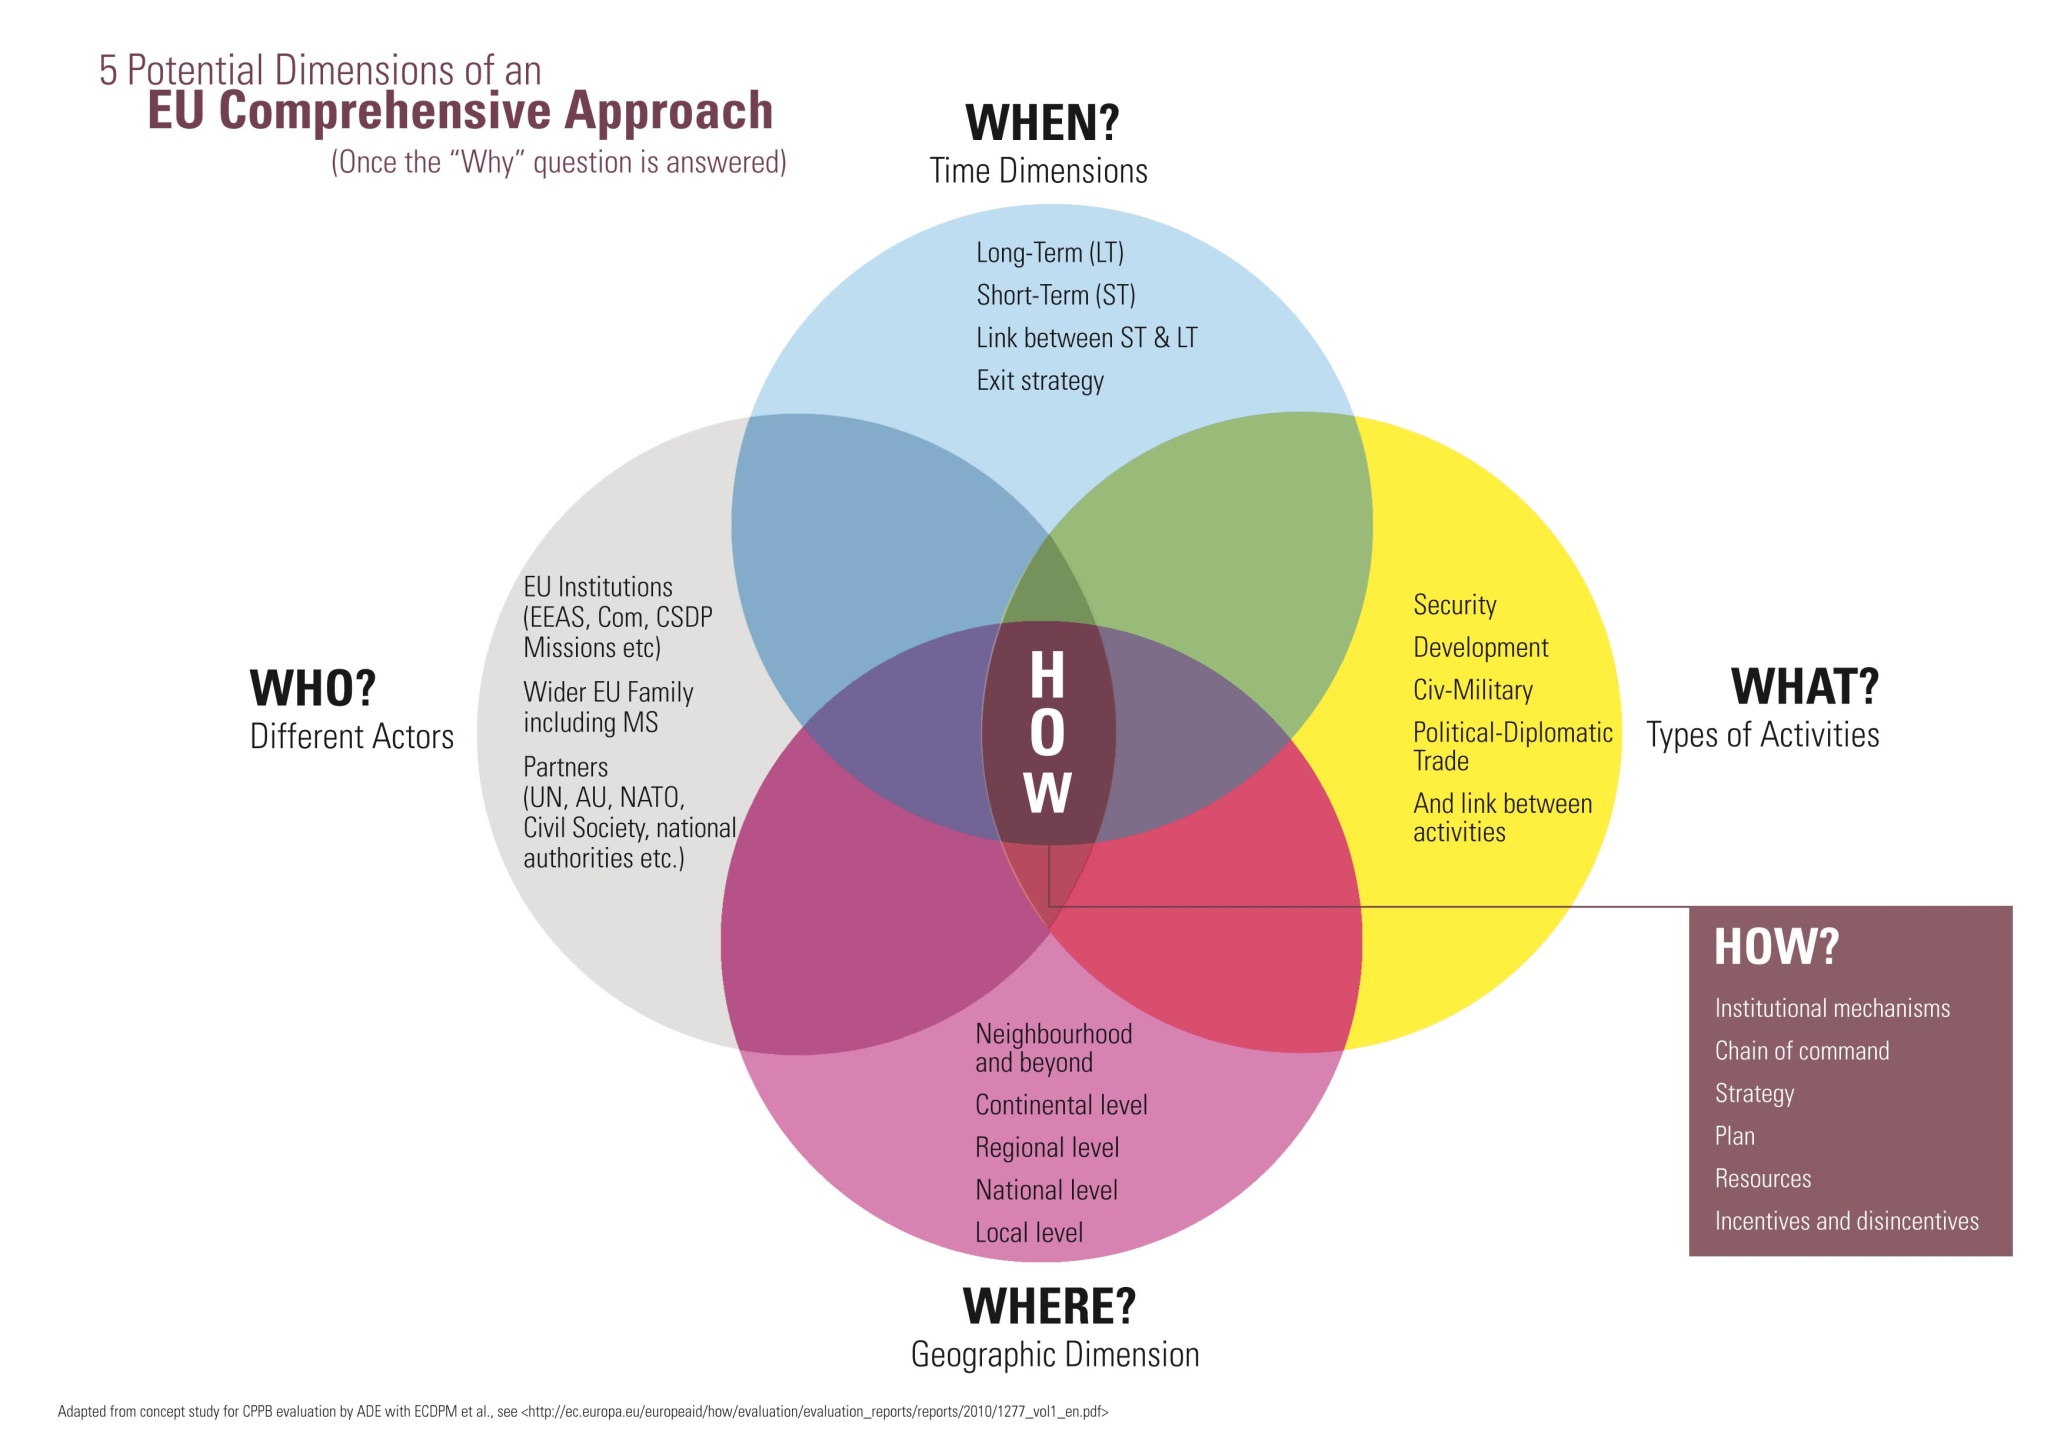 5 Potential Dimensions of an
EU Comprehensive Approach
(Once the “Why” question is answered)
WHEN?
Time Dimensions
Long-Term (LT)
Short-Term (ST)
Link between ST & LT
Exit strategy
WHO?
Different Actors
EU Institutions
(EEAS, Com, CSDP
Missions etc)
Wider EU Family
including MS
Partners
(UN, AU, NATO,
Civil Society, national
authorities etc.)
H
O
W
Security
Development
Civ-Military
Political-Diplomatic
Trade
And link between
activities
WHAT?
Types of Activities
HOW?
Institutional mechanisms
Chain of command
Strategy
Plan
Resources
Incentives and disincentives
Neighbourhood
and beyond
Continental level
Regional level
National level
Local level
WHERE?
Geographic Dimension
Adapted from concept study for CPPB evaluation by ADE with ECDPM et al., see <http://ec.europa.eu/europeaid/how/evaluation/evaluation_reports/reports/2010/1277_vol1_en.pdf>